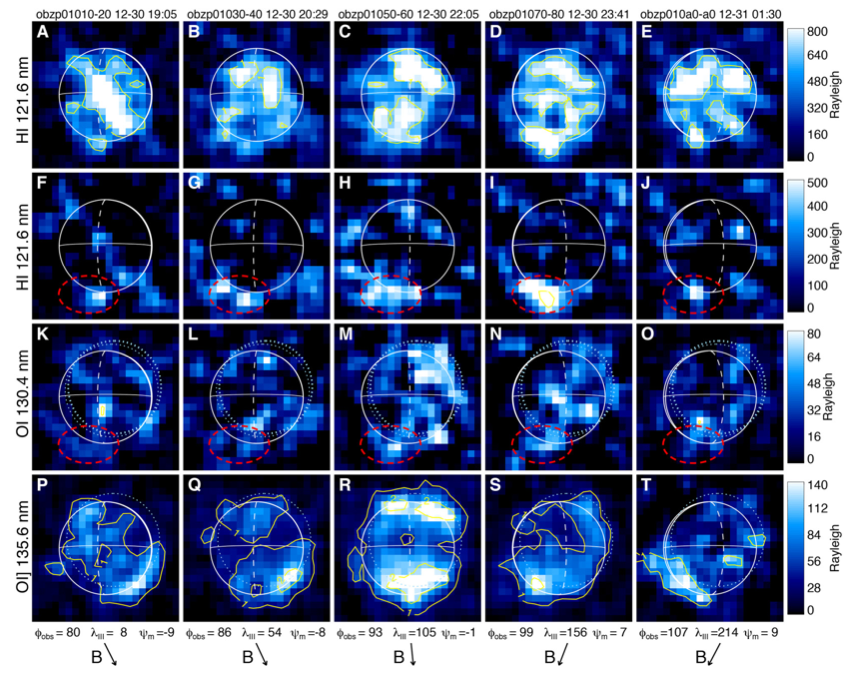 obzp01010-20 12-30 19:05 obzp01030-40 12-30 20:29 obzp01050-60 12-30 22:05 obzp01070-80 12-30 23:41 obzp010a0-a0 12-31 01:30
A B C D E
HI 121.6 nm
800
640
480
320
160
0
Rayleigh
F G H I J
HI 121.6 nm
500
400
300
200
100
0
Rayleigh
K L M N O
OI 130.4 nm
80
64
48
32
16
0
Rayleigh
P Q R S T
OI] 135.6 nm
140
112
84
56
28
0
Rayleigh
ϕobs = 80 λIII = 8 ψm =-9 ϕobs = 86 λIII = 54 ψm =-8 ϕobs = 93 λIII =105 ψm =-1 ϕobs = 99 λIII =156 ψm = 7 ϕobs =107 λIII =214 ψm = 9
B B B B B